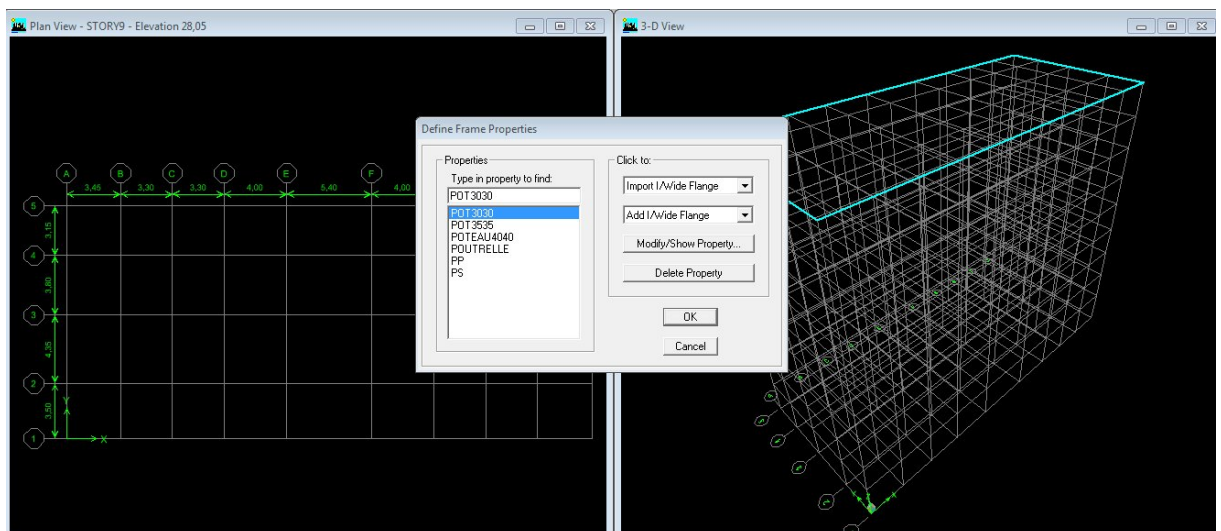 Plan View - STORY9 - Elevation 28,05
3-D View
Define Frame Properties
Properties
Type in property to find:
POT3030
POT3030
POT3535
POTEAU4040
POUTRELLE
PP
PS
Click to:
Import I/Wide Flange
Add I/Wide Flange
Modify/Show Property...
Delete Property
OK
Cancel
A B C D E F
3,45 3,30 3,30 4,00 5,40 4,00
5
3,15
4
3,80
3
4,35
2
3,50
1
Y
X